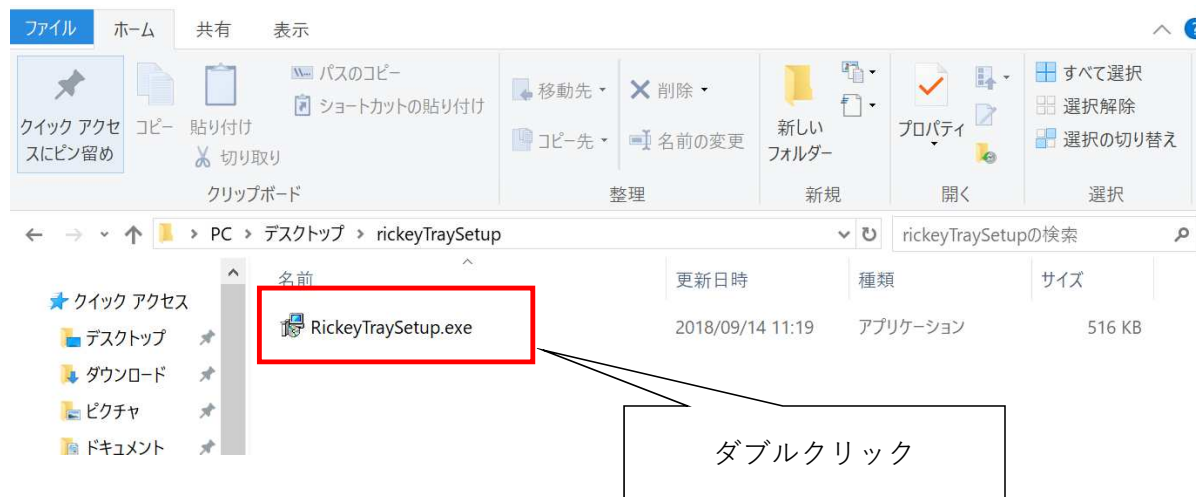 ファイル ホーム 共有 表示
クイック アクセスにピン留め
コピー
貼り付け
パスのコピー
ショートカットの貼り付け
切り取り
クリップボード
移動先
コピー先
削除
名前の変更
整理
新しいフォルダー
新規
プロパティ
開く
すべて選択
選択解除
選択の切り替え
選択
PC > デスクトップ > rickeyTraySetup
rickeyTraySetupの検索
名前 更新日時 種類 サイズ
クイック アクセス
デスクトップ
ダウンロード
ピクチャ
ドキュメント
RickeyTraySetup.exe 2018/09/14 11:19 アプリケーション 516 KB
ダブルクリック